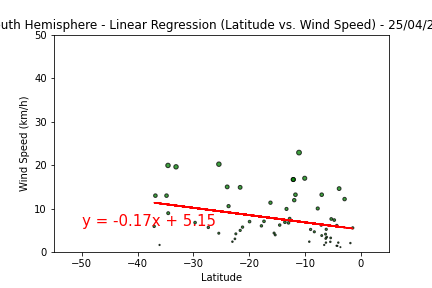 outh Hemisphere - Linear Regression (Latitude vs. Wind Speed) - 25/04/2
50
40
30
20
10
0
Wind Speed (km/h)
y = -0.17x + 5.15
−50 −40 −30 −20 −10 0
Latitude